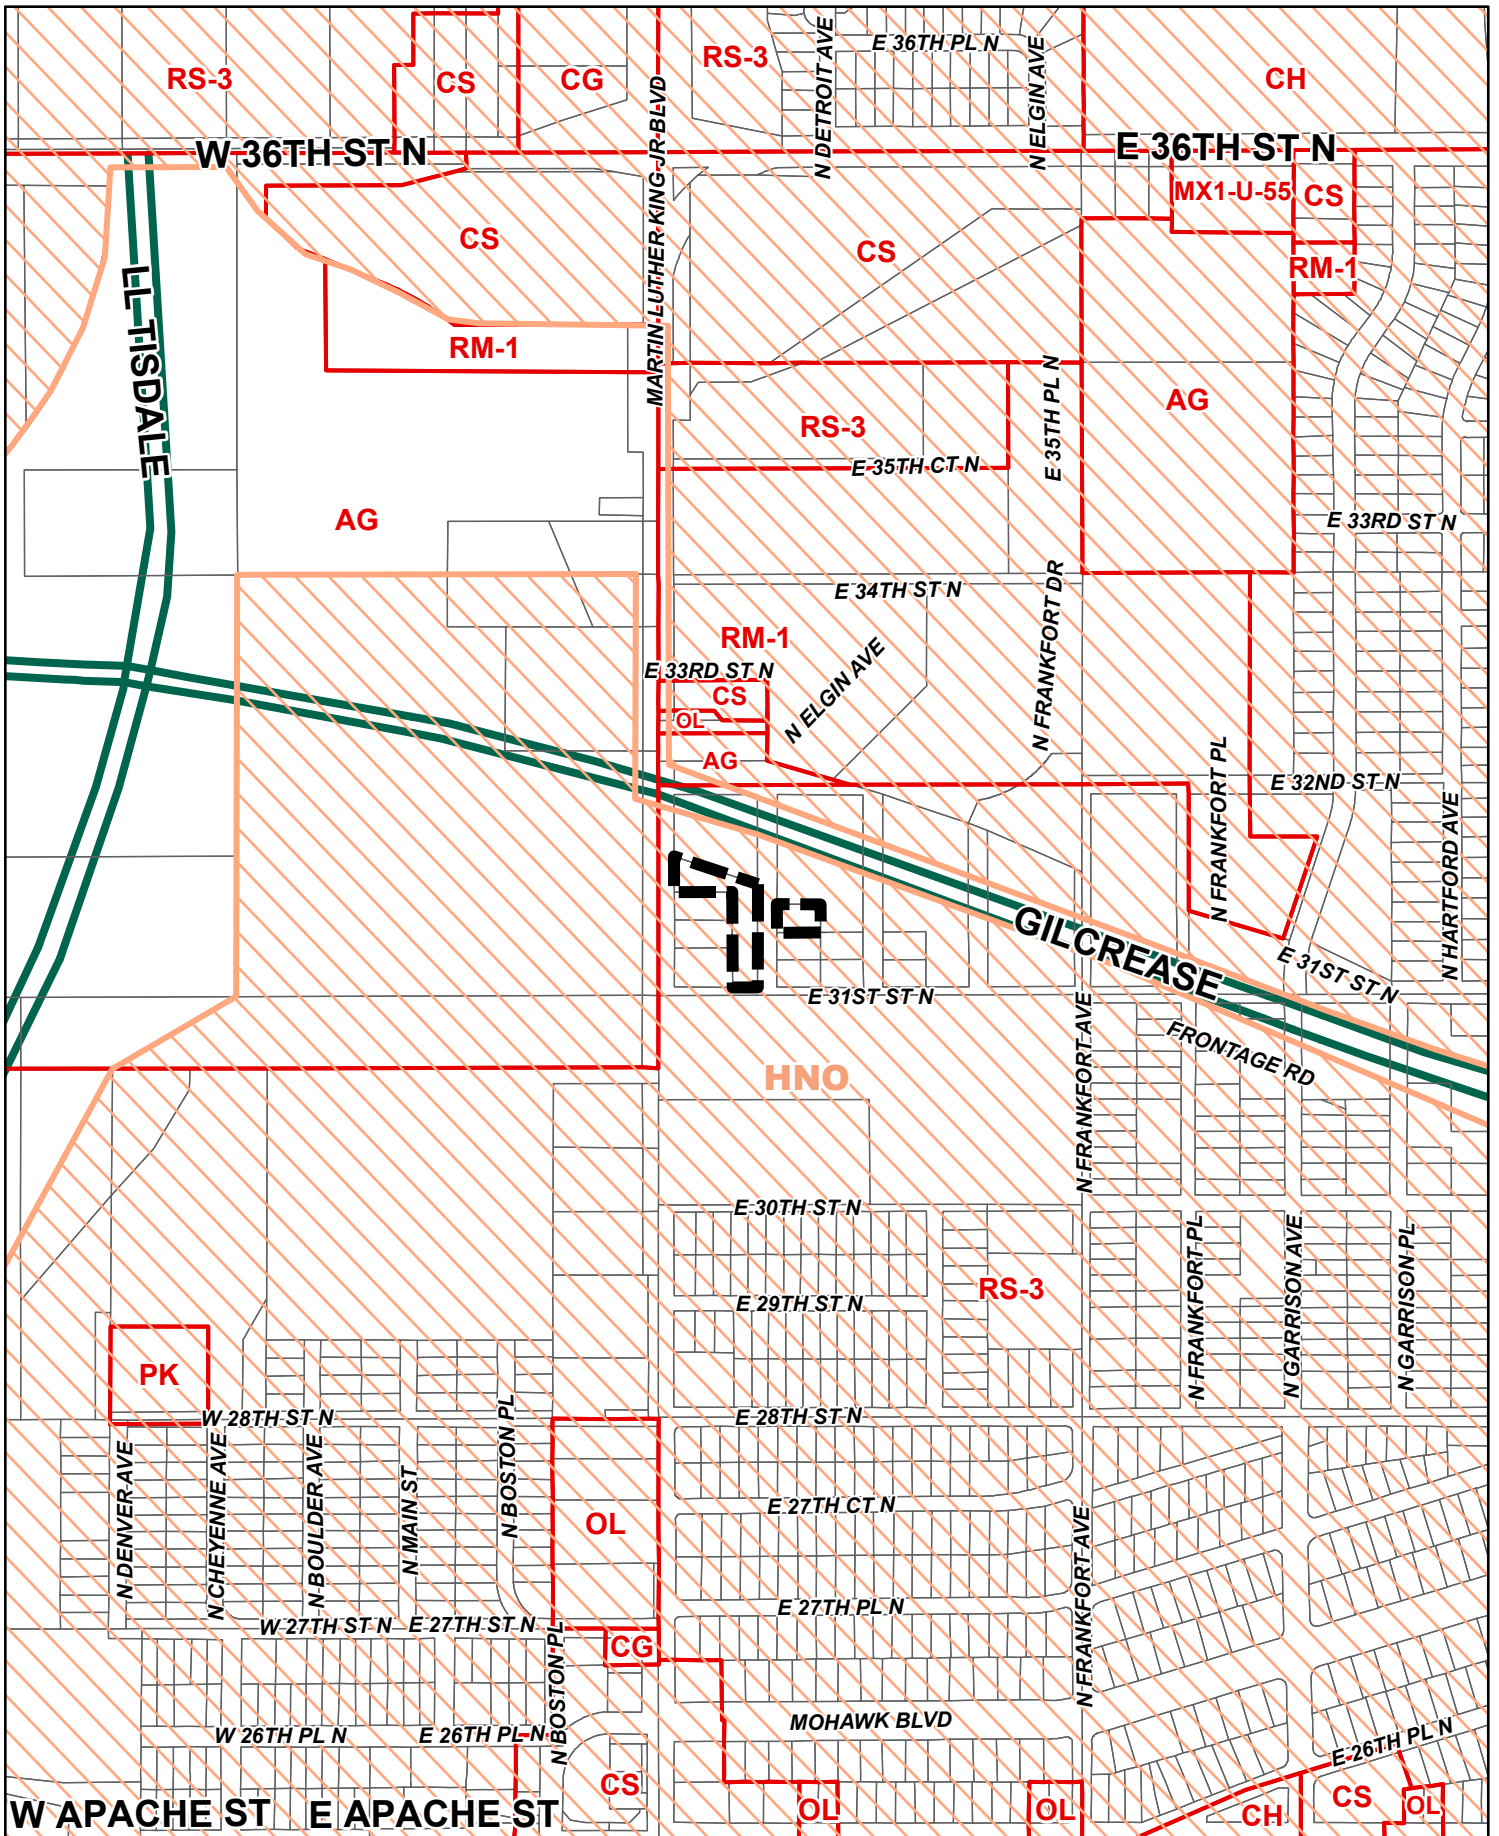 E 36TH PL N
RS-3
CS
CG
RS-3
CH
N DETROIT AVE
N ELGIN AVE
MARTIN LUTHER KING JR BLVD
W 36TH ST N
E 36TH ST N
MX1-U-55
CS
CS
CS
RM-1
LL TISDALE
RM-1
E 35TH PL N
AG
RS-3
E 35TH CT N
AG
E 33RD ST N
E 34TH ST N
N FRANKFORT DR
RM-1
E 33RD ST N
N ELGIN AVE
CS
OL
AG
N FRANKFORT PL
E 32ND ST N
N HARTFORD AVE
GILCREASE
E 31ST ST N
E 31ST ST N
FRONTAGE RD
N FRANKFORT AVE
HNO
E 30TH ST N
RS-3
E 29TH ST N
N FRANKFORT PL
N GARRISON AVE
N GARRISON PL
PK
W 28TH ST N
E 28TH ST N
N DENVER AVE
N CHEYENNE AVE
N BOULDER AVE
N MAIN ST
N BOSTON PL
OL
E 27TH CT N
N FRANKFORT AVE
E 27TH PL N
W 27TH ST N
E 27TH ST N
CG
N BOSTON PL
W 26TH PL N
E 26TH PL N
MOHAWK BLVD
E 26TH PL N
CS
W APACHE ST
E APACHE ST
OL
OL
CH
CS
OL